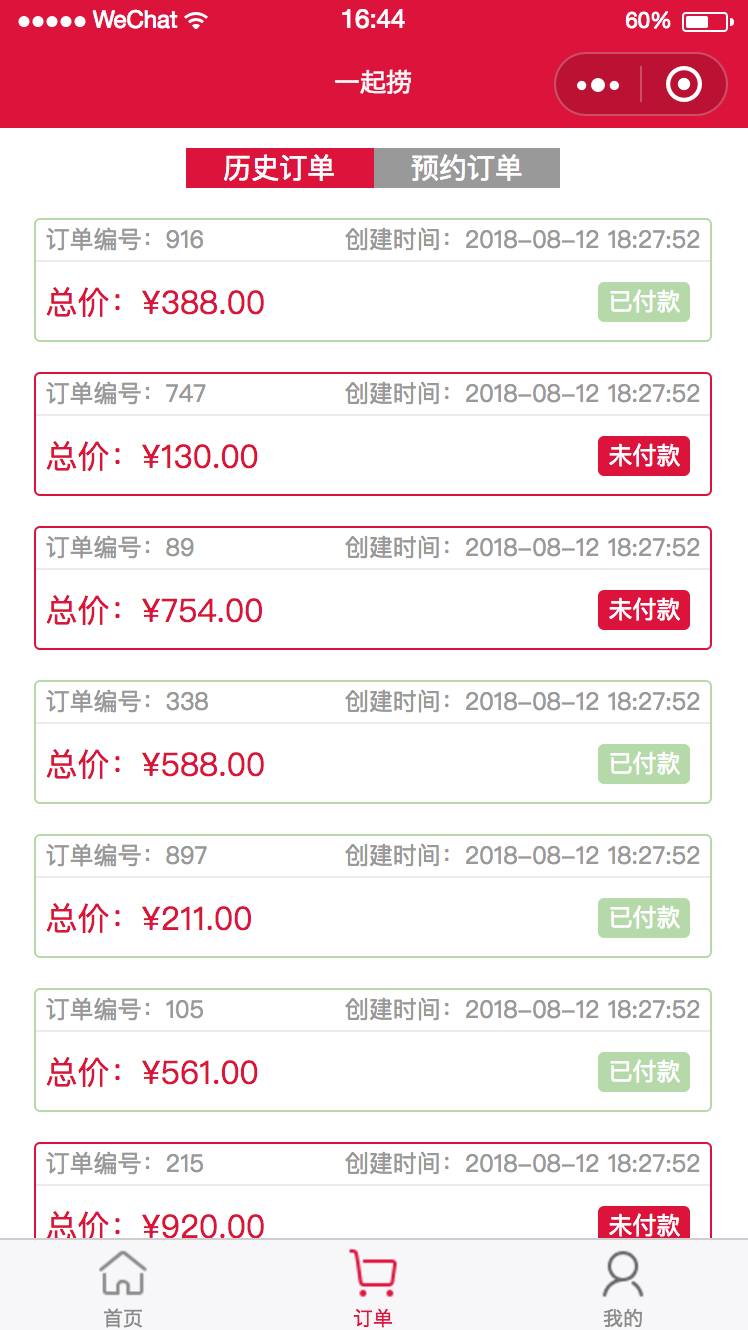 WeChat 16:44 60%
一起捞
历史订单 预约订单
订单编号：916 创建时间：2018-08-12 18:27:52
总价：¥388.00 已付款
订单编号：747 创建时间：2018-08-12 18:27:52
总价：¥130.00 未付款
订单编号：89 创建时间：2018-08-12 18:27:52
总价：¥754.00 未付款
订单编号：338 创建时间：2018-08-12 18:27:52
总价：¥588.00 已付款
订单编号：897 创建时间：2018-08-12 18:27:52
总价：¥211.00 已付款
订单编号：105 创建时间：2018-08-12 18:27:52
总价：¥561.00 已付款
订单编号：215 创建时间：2018-08-12 18:27:52
总价：¥920.00 未付款
首页 订单 我的